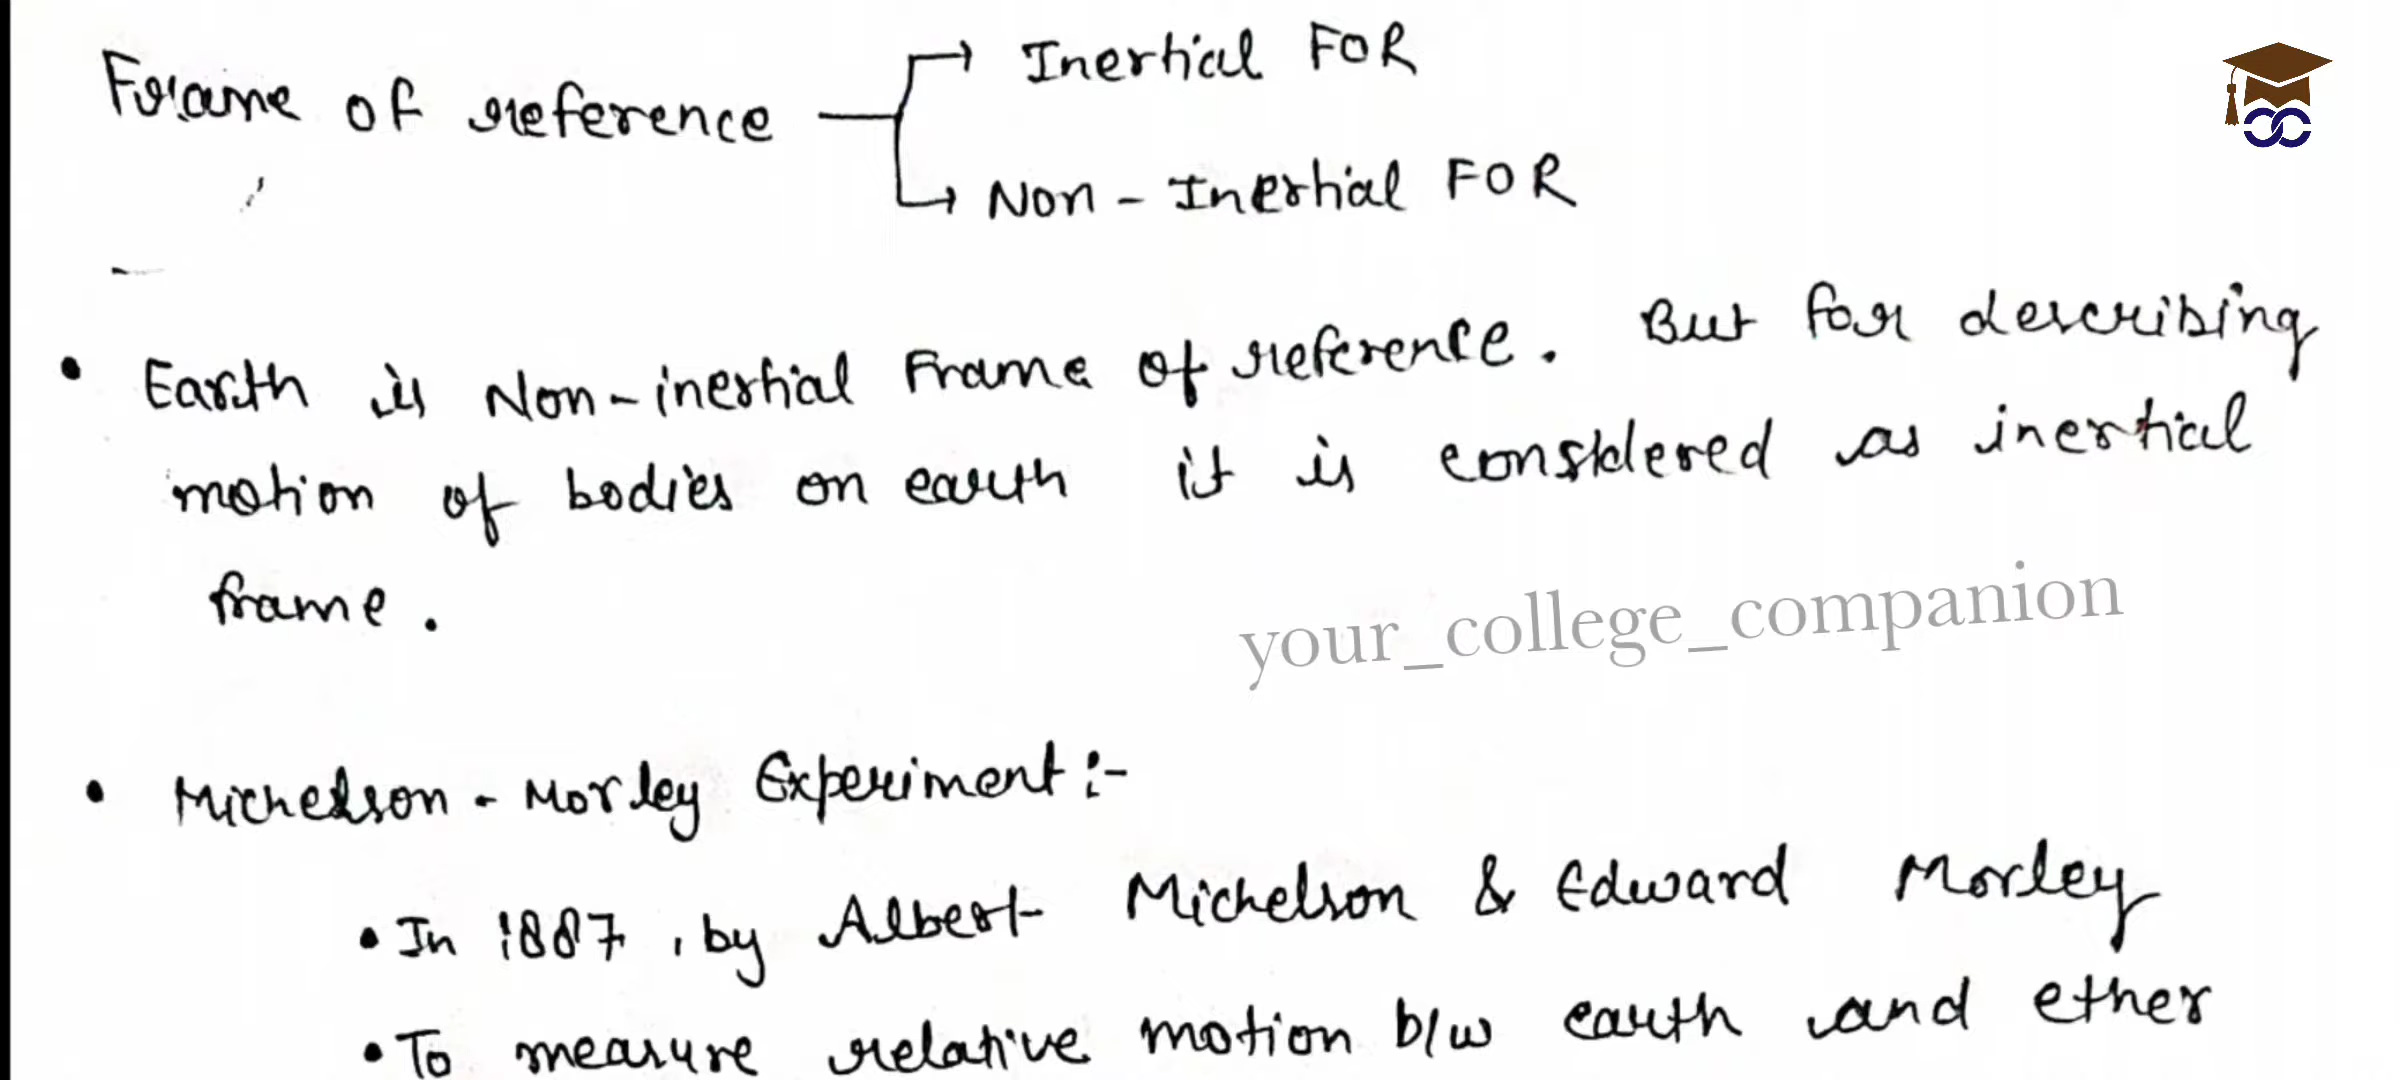 Frame of reference → Inertial FOR
→ Non - Inertial FOR
• Earth is Non-inertial Frame of reference. But for describing
motion of bodies on earth it is considered as inertial
frame.
your_college_companion
• Michelson - Morley Experiment :-
• In 1887, by Albert Michelson & Edward Morley
• To measure relative motion b/w earth and ether